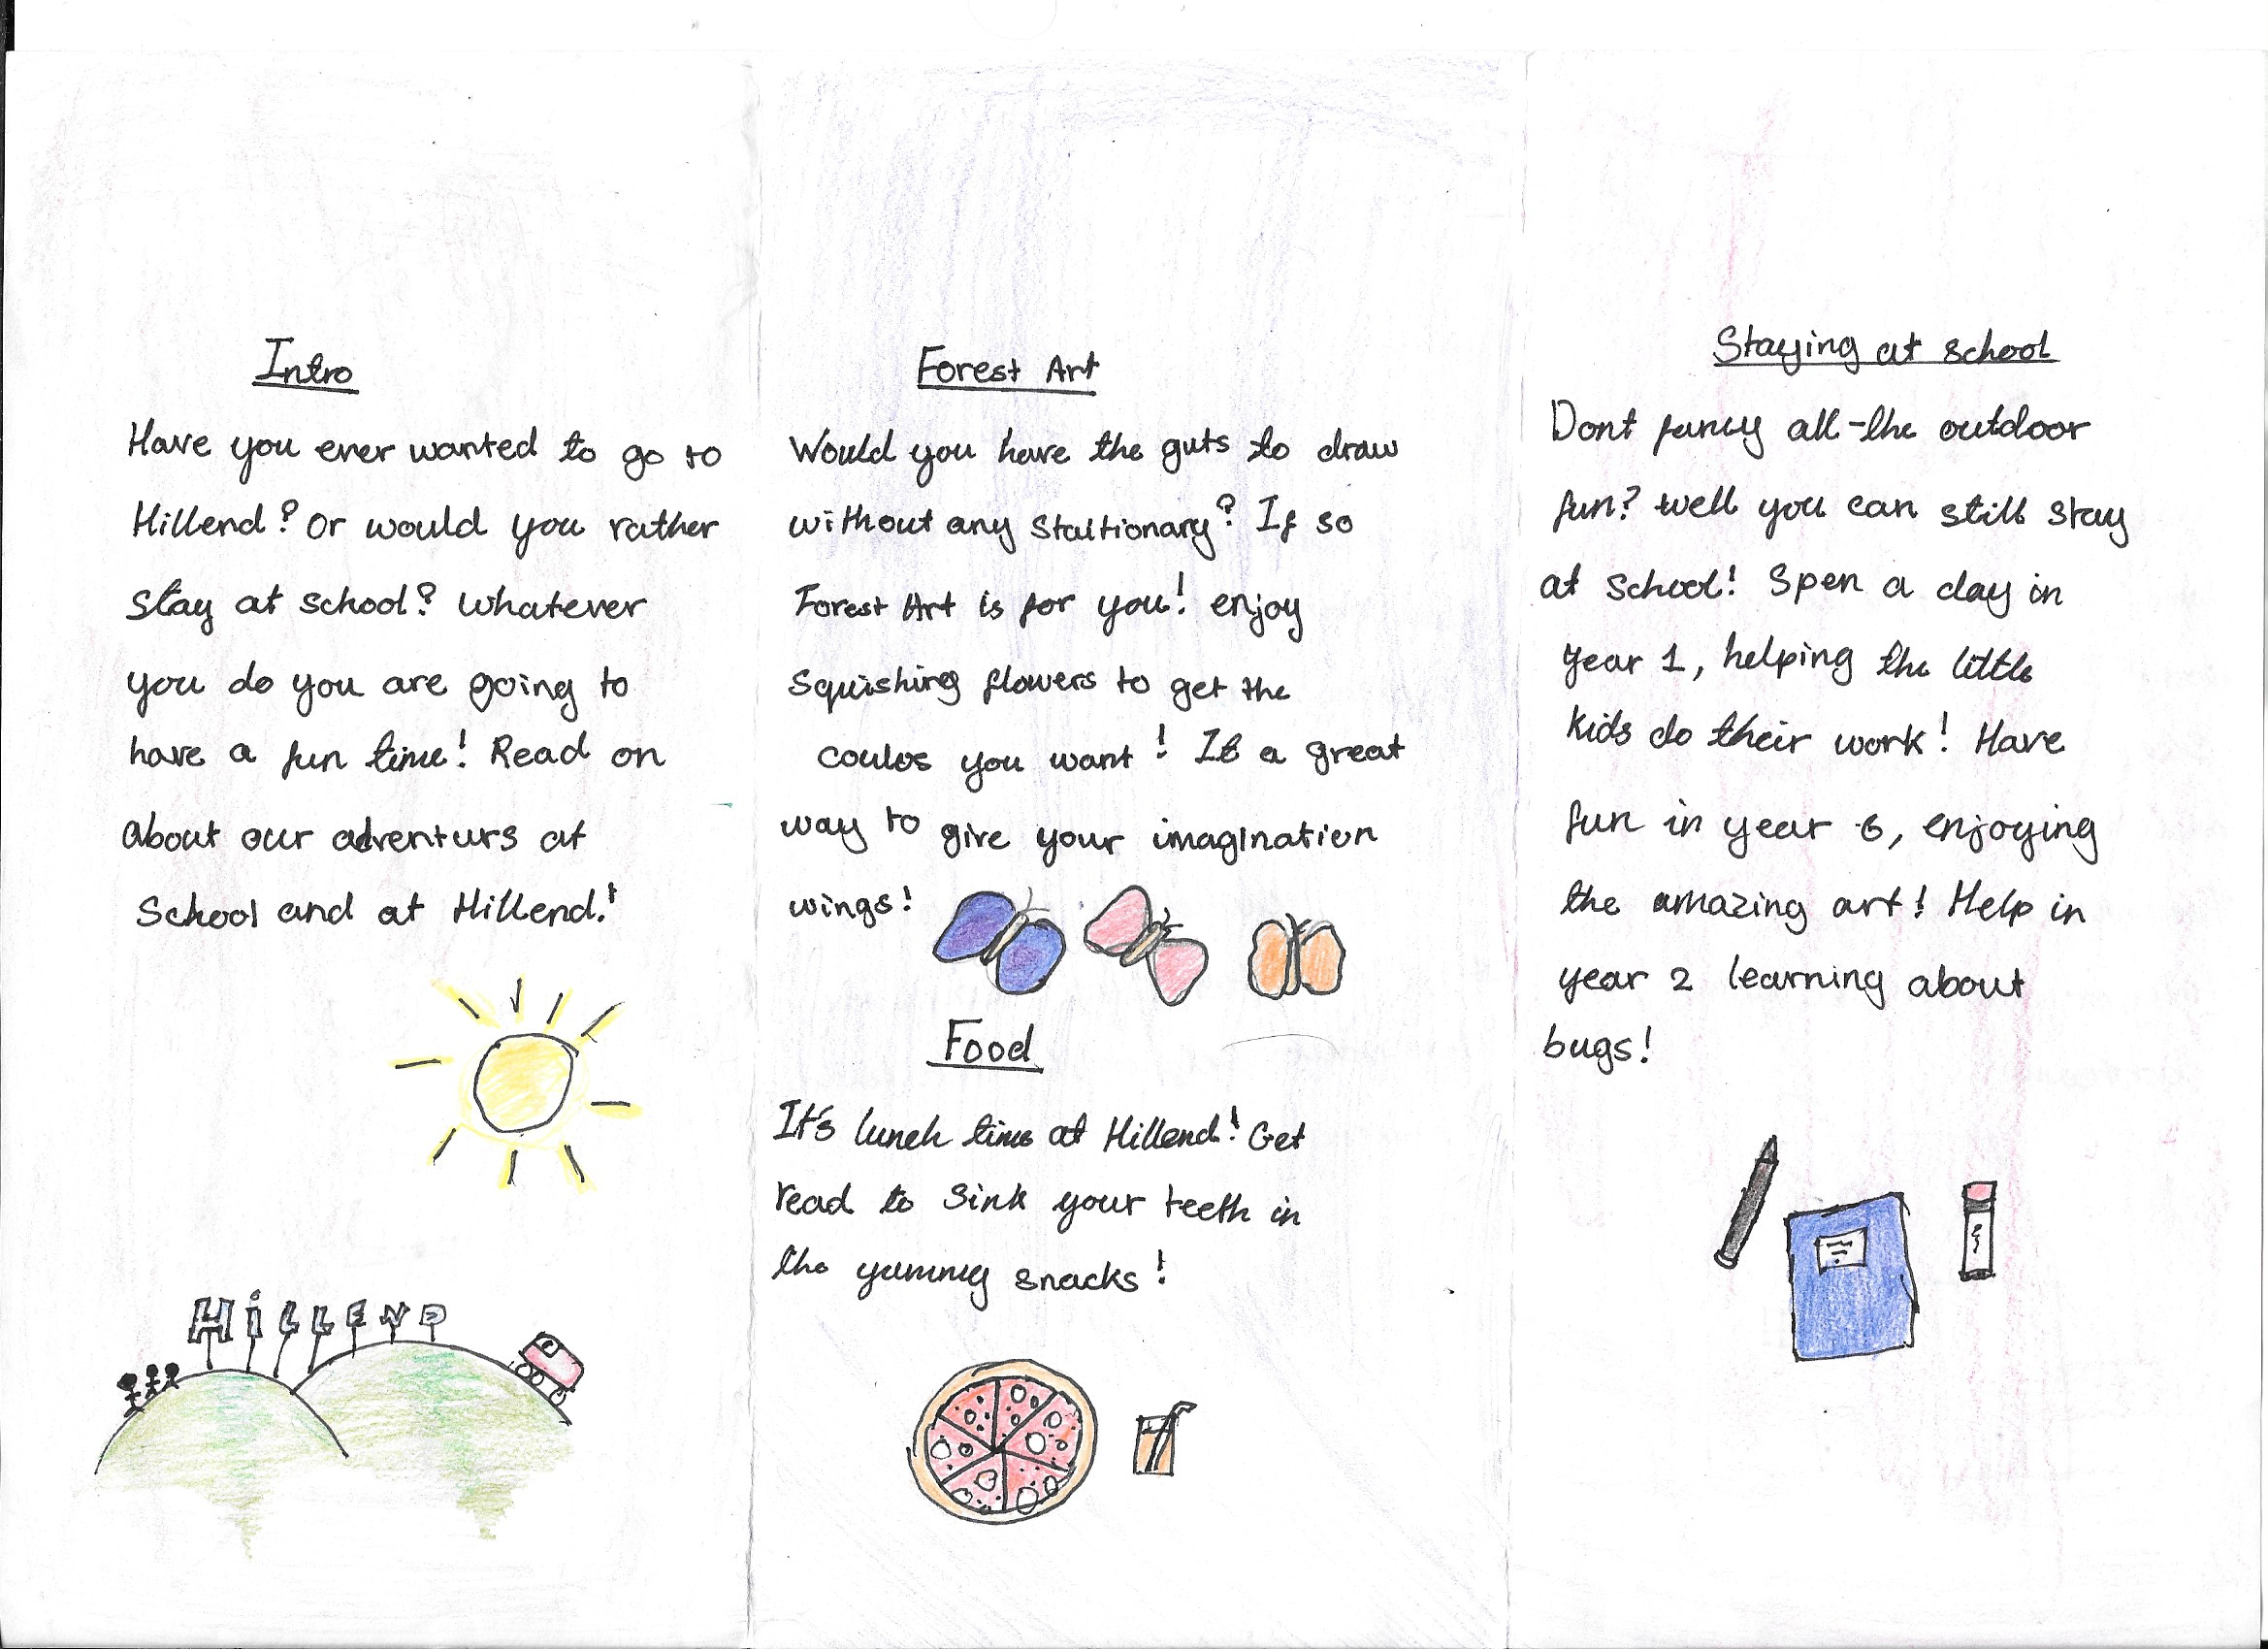 Intro
Have you ever wanted to go to
Hillend? Or would you rather
stay at school? Whatever
you do you are going to
have a fun time! Read on
about our adventurs at
School and at Hillend!
HiLLEND
Forest Art
Would you have the guts to draw
without any Staitionary? If so
Forest Art is for you! enjoy
squishing flowers to get the
coulos you want! It a great
way to give your imagination
wings!
Food
It's lunch time at Hillend! Get
read to sink your teeth in
the yummy snacks!
Staying at school
Dont fancy all the outdoor
fun? well you can still stay
at school! Spen a day in
year 1, helping the little
kids do their work! Have
fun in year 6, enjoying
the amazing art! Help in
year 2 learning about
bugs!